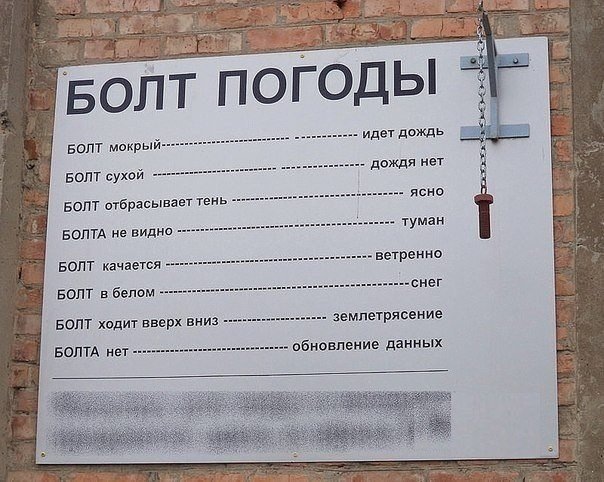 БОЛТ ПОГОДЫ
БОЛТ мокрый---------------------- ----------- идет дождь
БОЛТ сухой --------------------- -------------- дождя нет
БОЛТ отбрасывает тень ----------------------------- ясно
БОЛТА не видно ------------------------------------ туман
БОЛТ качается----------------------------------- ветренно
БОЛТ в белом ------------------------------------------снег
БОЛТ ходит вверх вниз ----------------- землетрясение
БОЛТА нет -------------------------- обновление данных